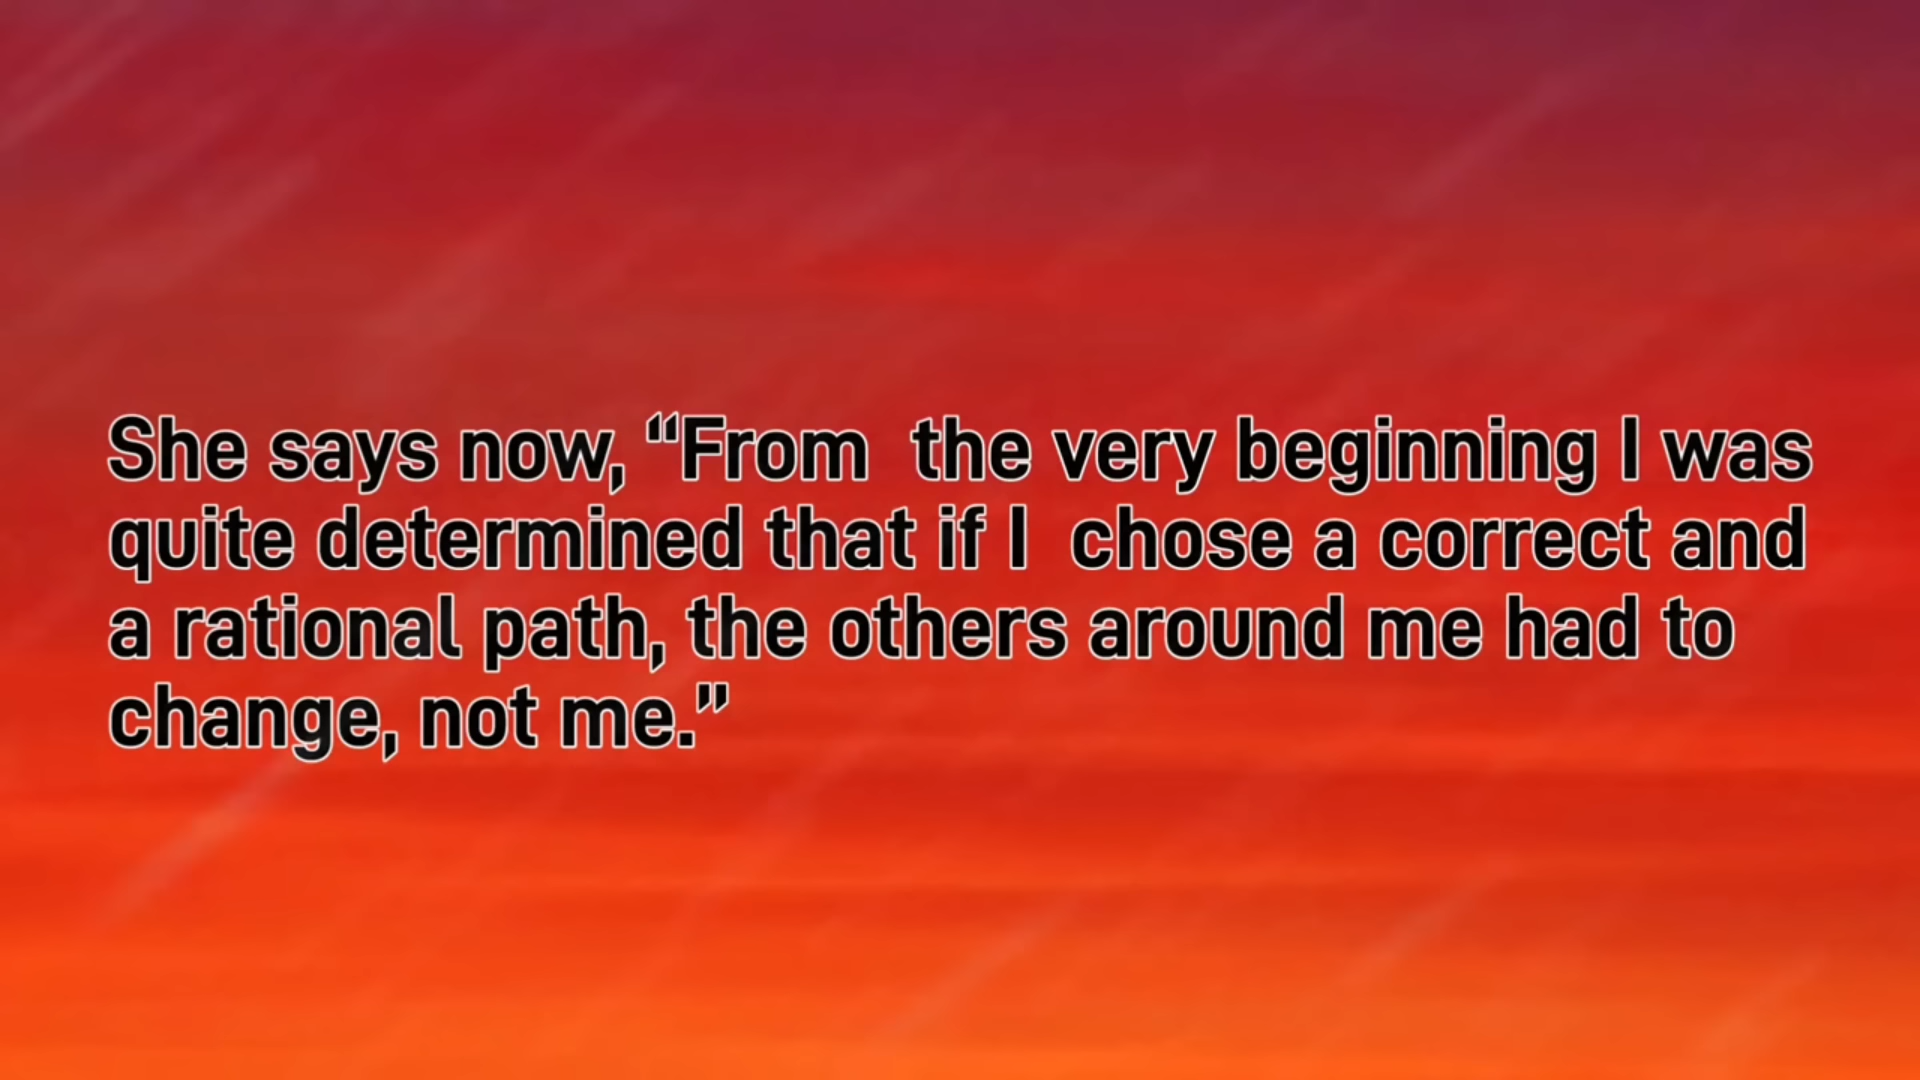 She says now, “From  the very beginning I was
quite determined that if I  chose a correct and
a rational path, the others around me had to
change, not me.”